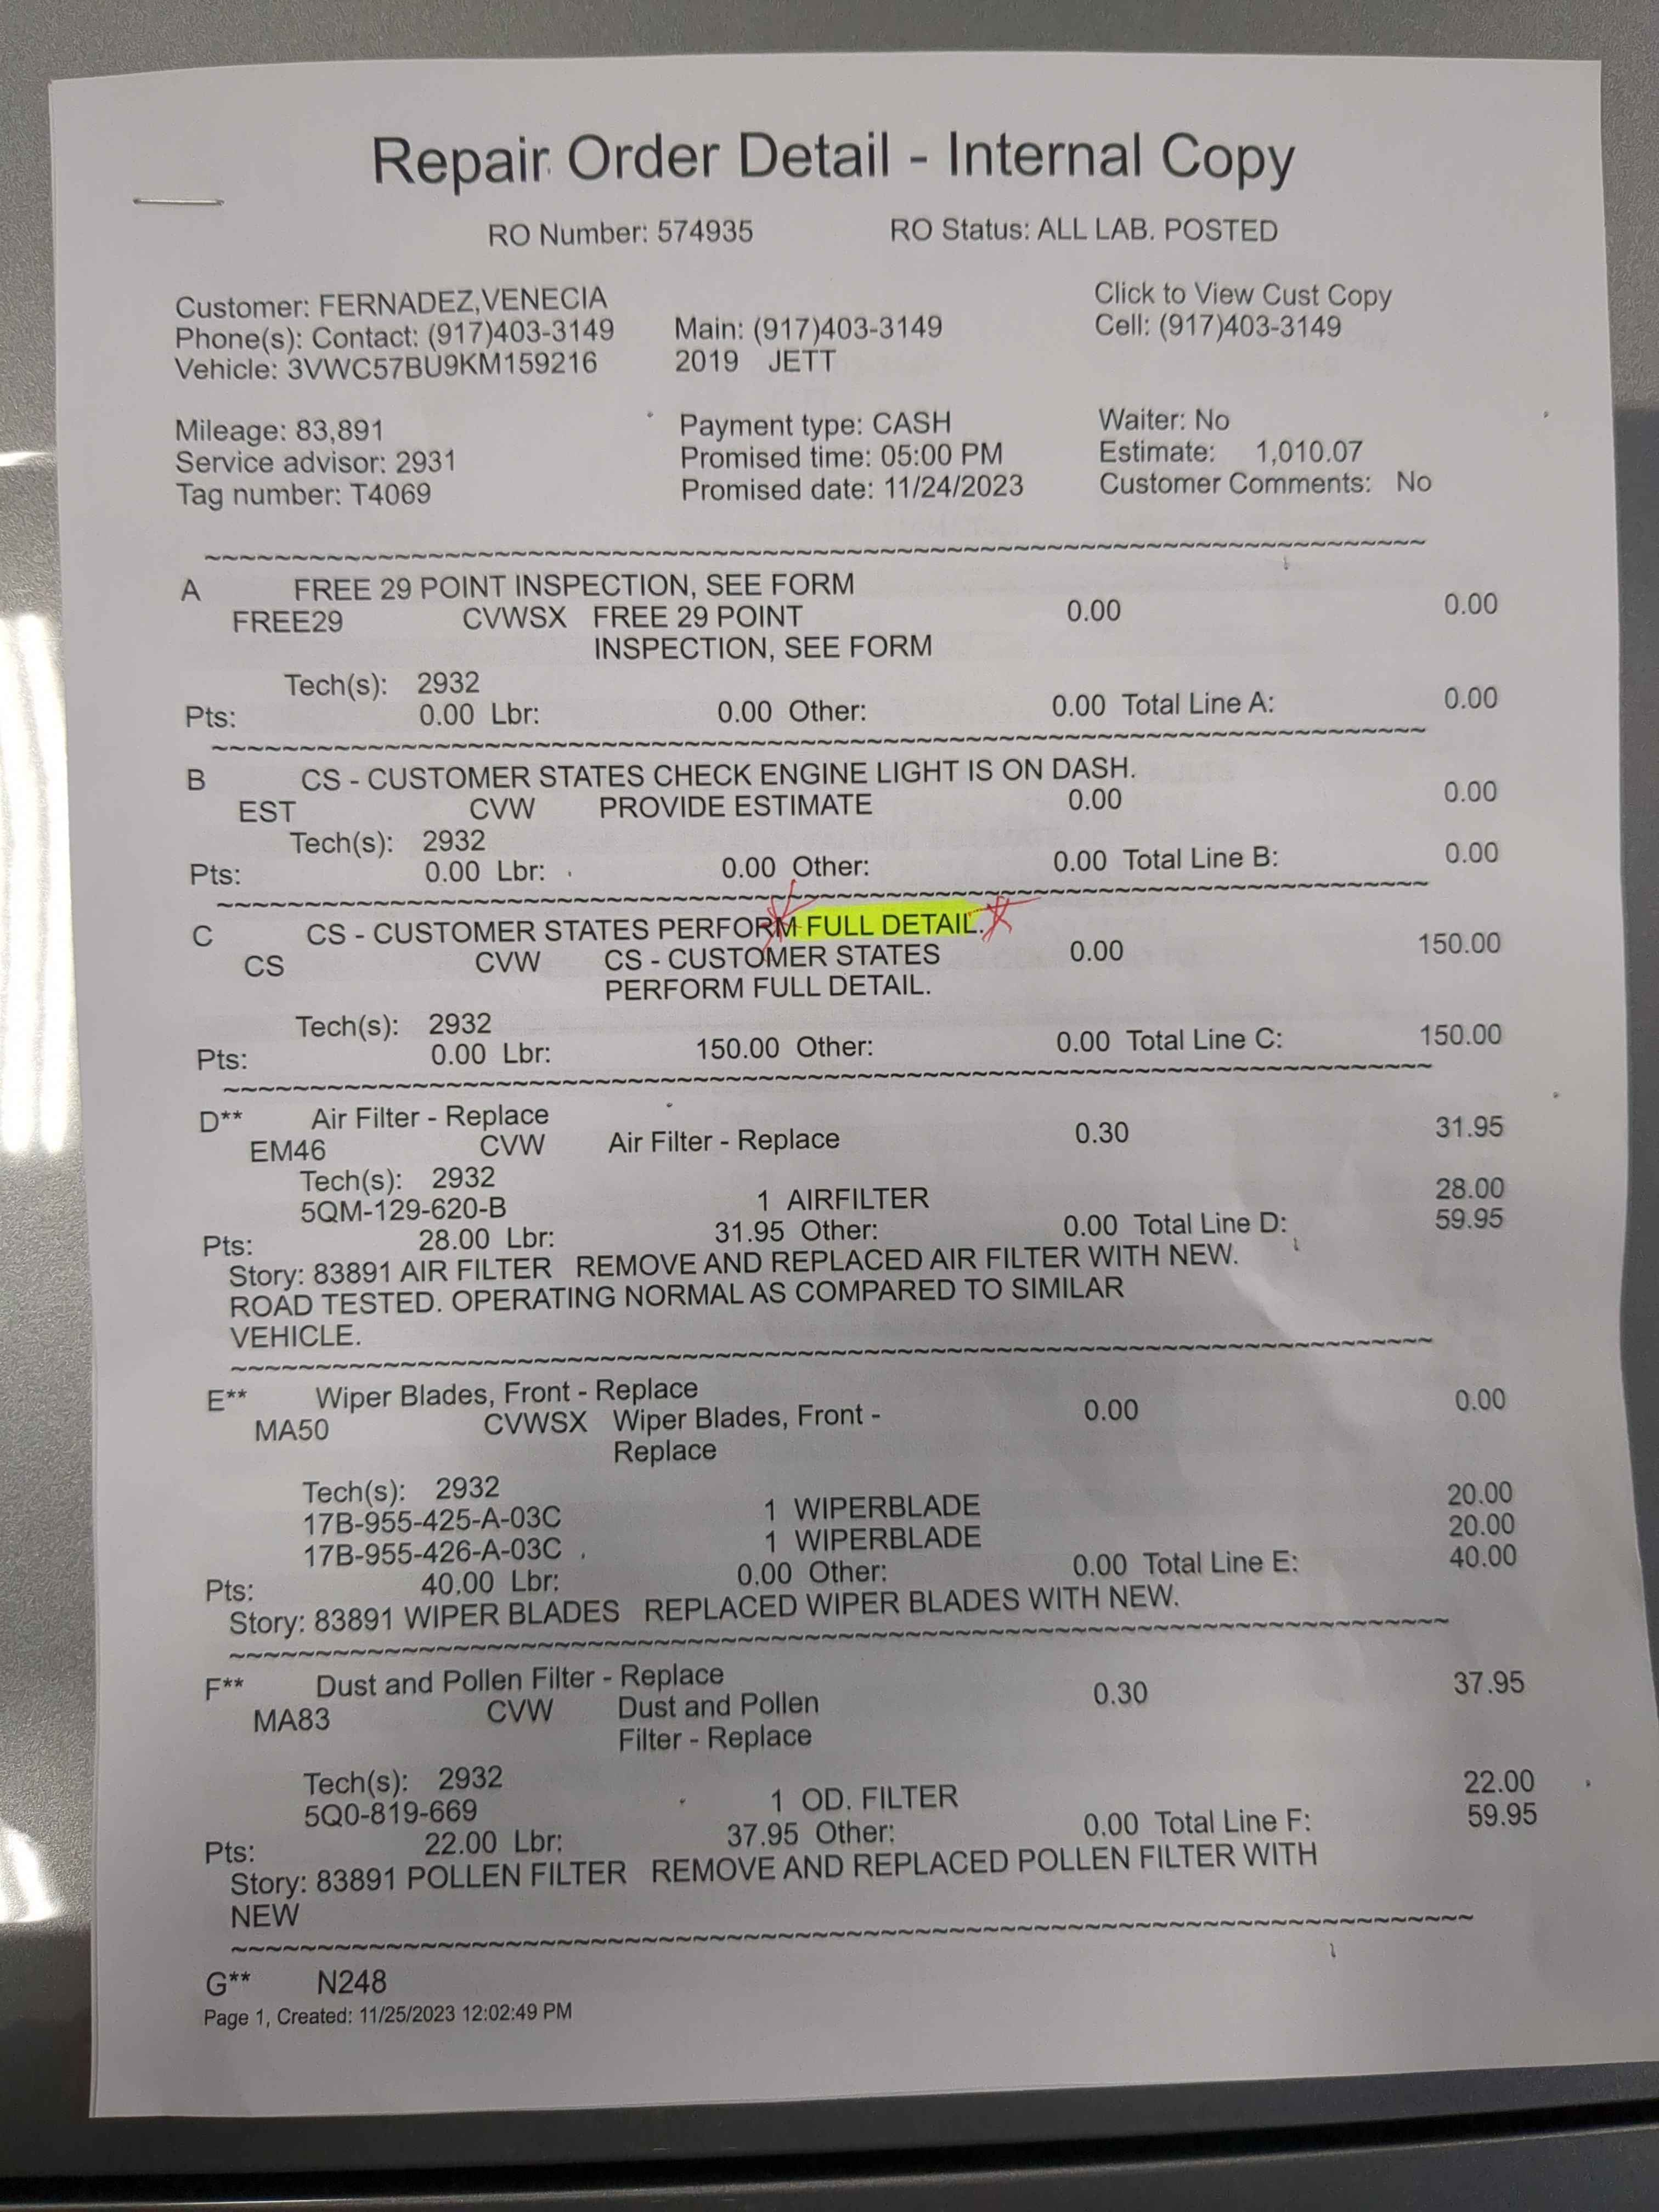 Repair Order Detail - Internal Copy
RO Number: 574935 RO Status: ALL LAB. POSTED
Customer: FERNADEZ,VENECIA Click to View Cust Copy
Phone(s): Contact: (917)403-3149 Main: (917)403-3149 Cell: (917)403-3149
Vehicle: 3VWC57BU9KM159216 2019 JETT
Mileage: 83,891 Payment type: CASH Waiter: No
Service advisor: 2931 Promised time: 05:00 PM Estimate: 1,010.07
Tag number: T4069 Promised date: 11/24/2023 Customer Comments: No
A FREE 29 POINT INSPECTION, SEE FORM
FREE29 CVWSX FREE 29 POINT 0.00 0.00
INSPECTION, SEE FORM
Tech(s): 2932
Pts: 0.00 Lbr: 0.00 Other: 0.00 Total Line A: 0.00
B CS - CUSTOMER STATES CHECK ENGINE LIGHT IS ON DASH.
EST CVW PROVIDE ESTIMATE 0.00 0.00
Tech(s): 2932
Pts: 0.00 Lbr: 0.00 Other: 0.00 Total Line B: 0.00
C CS - CUSTOMER STATES PERFORM FULL DETAIL.
CS CVW CS - CUSTOMER STATES 0.00 150.00
PERFORM FULL DETAIL.
Tech(s): 2932
Pts: 0.00 Lbr: 150.00 Other: 0.00 Total Line C: 150.00
D** Air Filter - Replace
EM46 CVW Air Filter - Replace 0.30 31.95
Tech(s): 2932
5QM-129-620-B 1 AIRFILTER 28.00
Pts: 28.00 Lbr: 31.95 Other: 0.00 Total Line D: 59.95
Story: 83891 AIR FILTER REMOVE AND REPLACED AIR FILTER WITH NEW.
ROAD TESTED. OPERATING NORMAL AS COMPARED TO SIMILAR
VEHICLE.
E** Wiper Blades, Front - Replace
MA50 CVWSX Wiper Blades, Front - 0.00 0.00
Replace
Tech(s): 2932
17B-955-425-A-03C 1 WIPERBLADE 20.00
17B-955-426-A-03C 1 WIPERBLADE 20.00
Pts: 40.00 Lbr: 0.00 Other: 0.00 Total Line E: 40.00
Story: 83891 WIPER BLADES REPLACED WIPER BLADES WITH NEW.
F** Dust and Pollen Filter - Replace
MA83 CVW Dust and Pollen 0.30 37.95
Filter - Replace
Tech(s): 2932
5Q0-819-669 1 OD. FILTER 22.00
Pts: 22.00 Lbr: 37.95 Other: 0.00 Total Line F: 59.95
Story: 83891 POLLEN FILTER REMOVE AND REPLACED POLLEN FILTER WITH
NEW
G** N248
Page 1, Created: 11/25/2023 12:02:49 PM